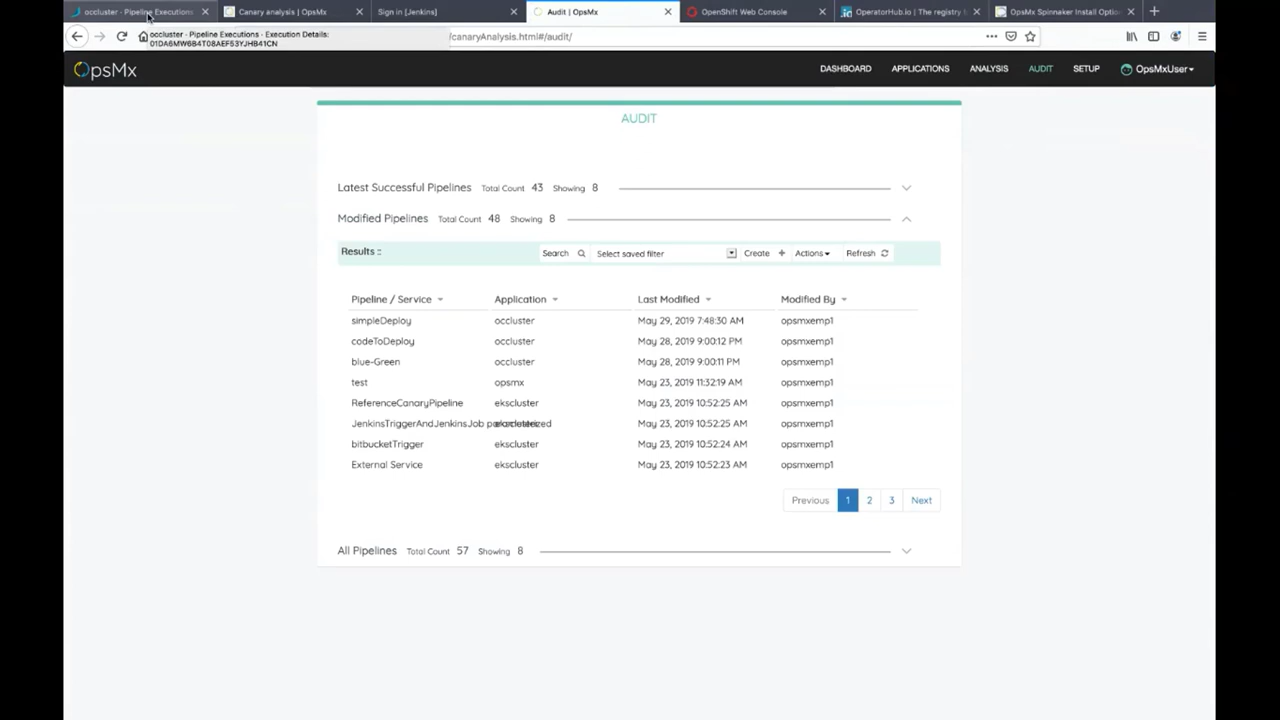 occluster - Pipeline Executions
Canary analysis | OpsMx
Sign in [Jenkins]
Audit | OpsMx
OpenShift Web Console
OperatorHub.io | The registry
OpsMx Spinnaker Install Optio
occluster - Pipeline Executions - Execution Details:
/canaryAnalysis.html#/audit/
OpsMx
DASHBOARD APPLICATIONS ANALYSIS AUDIT SETUP OpsMxUser
AUDIT
Latest Successful Pipelines Total Count 43 Showing 8
Modified Pipelines Total Count 48 Showing 8
Results :: Search Select saved filter Create + Actions Refresh
Pipeline / Service Application Last Modified Modified By
simpleDeploy occluster May 29, 2019 7:48:30 AM opsmxemp1
codeToDeploy occluster May 28, 2019 9:00:12 PM opsmxemp1
blue-Green occluster May 28, 2019 9:00:11 PM opsmxemp1
test opsmx May 23, 2019 11:32:19 AM opsmxemp1
ReferenceCanaryPipeline ekscluster May 23, 2019 10:52:25 AM opsmxemp1
JenkinsTriggerAndJenkinsJob May 23, 2019 10:52:25 AM opsmxemp1
bitbucketTrigger ekscluster May 23, 2019 10:52:24 AM opsmxemp1
External Service ekscluster May 23, 2019 10:52:23 AM opsmxemp1
Previous 1 2 3 Next
All Pipelines Total Count 57 Showing 8